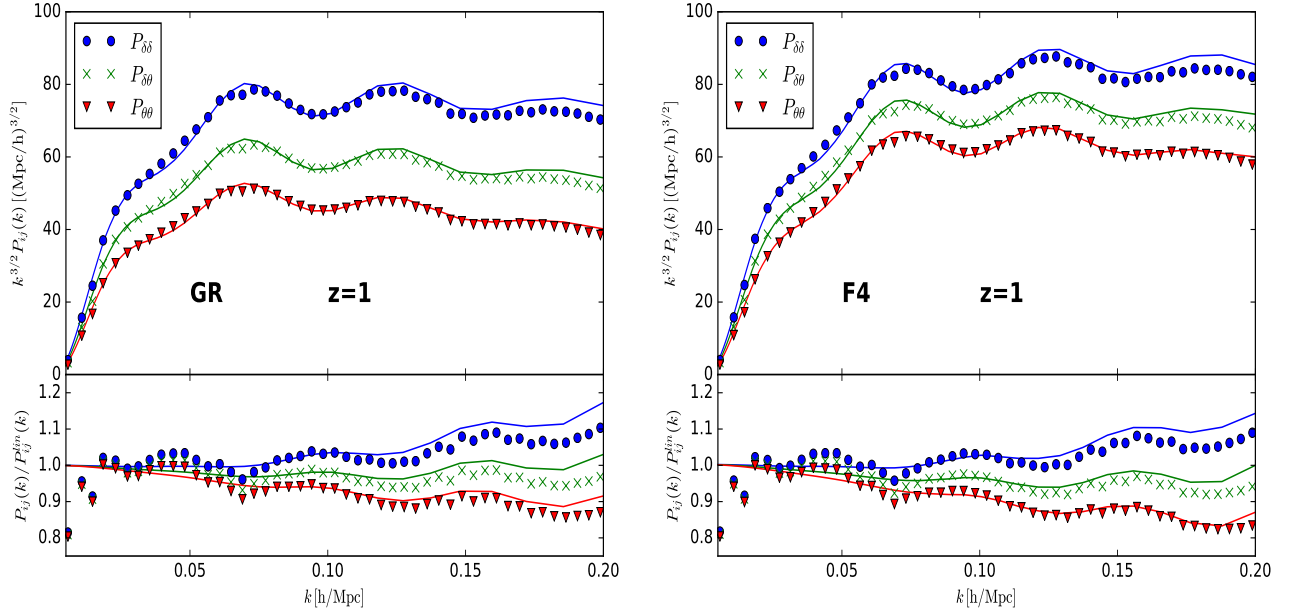 100
80
60
40
20
0
k^{3/2} P_{ij}(k) [(Mpc/h)^{3/2}]
P_{δδ}
P_{δθ}
P_{θθ}
GR z=1
1.2
1.1
1.0
0.9
0.8
P_{ij}(k)/P_{ij}^{lin}(k)
0.05 0.10 0.15 0.20
k [h/Mpc]
100
80
60
40
20
0
k^{3/2} P_{ij}(k) [(Mpc/h)^{3/2}]
P_{δδ}
P_{δθ}
P_{θθ}
F4 z=1
1.2
1.1
1.0
0.9
0.8
P_{ij}(k)/P_{ij}^{lin}(k)
0.05 0.10 0.15 0.20
k [h/Mpc]